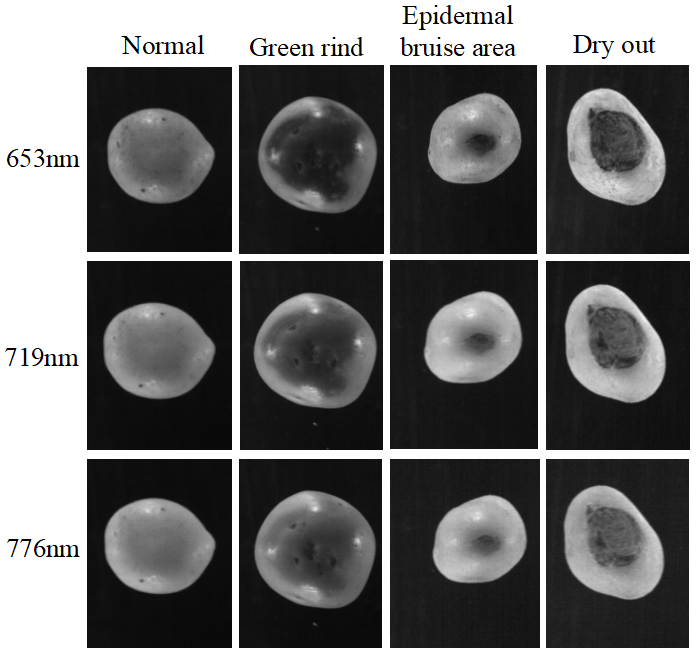 Normal
Green rind
Epidermal
bruise area
Dry out
653nm
719nm
776nm